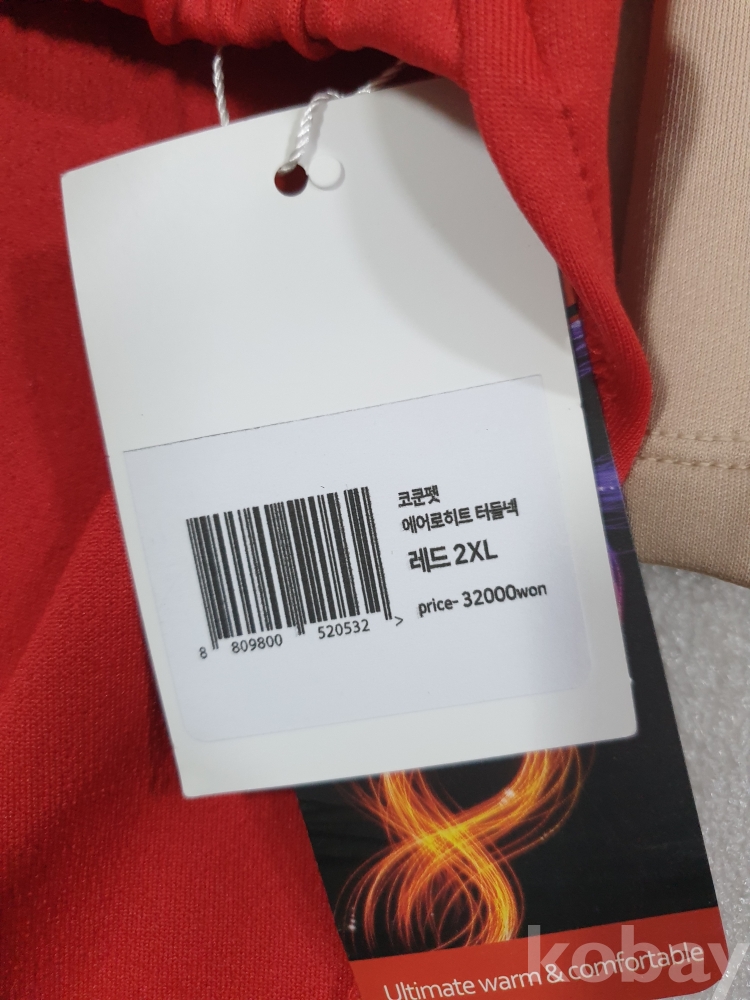 코쿤펫
에어로히트 터틀넥
레드 2XL
price- 32000won
8 809800 520532 >
Ultimate warm & comfortable
kobay